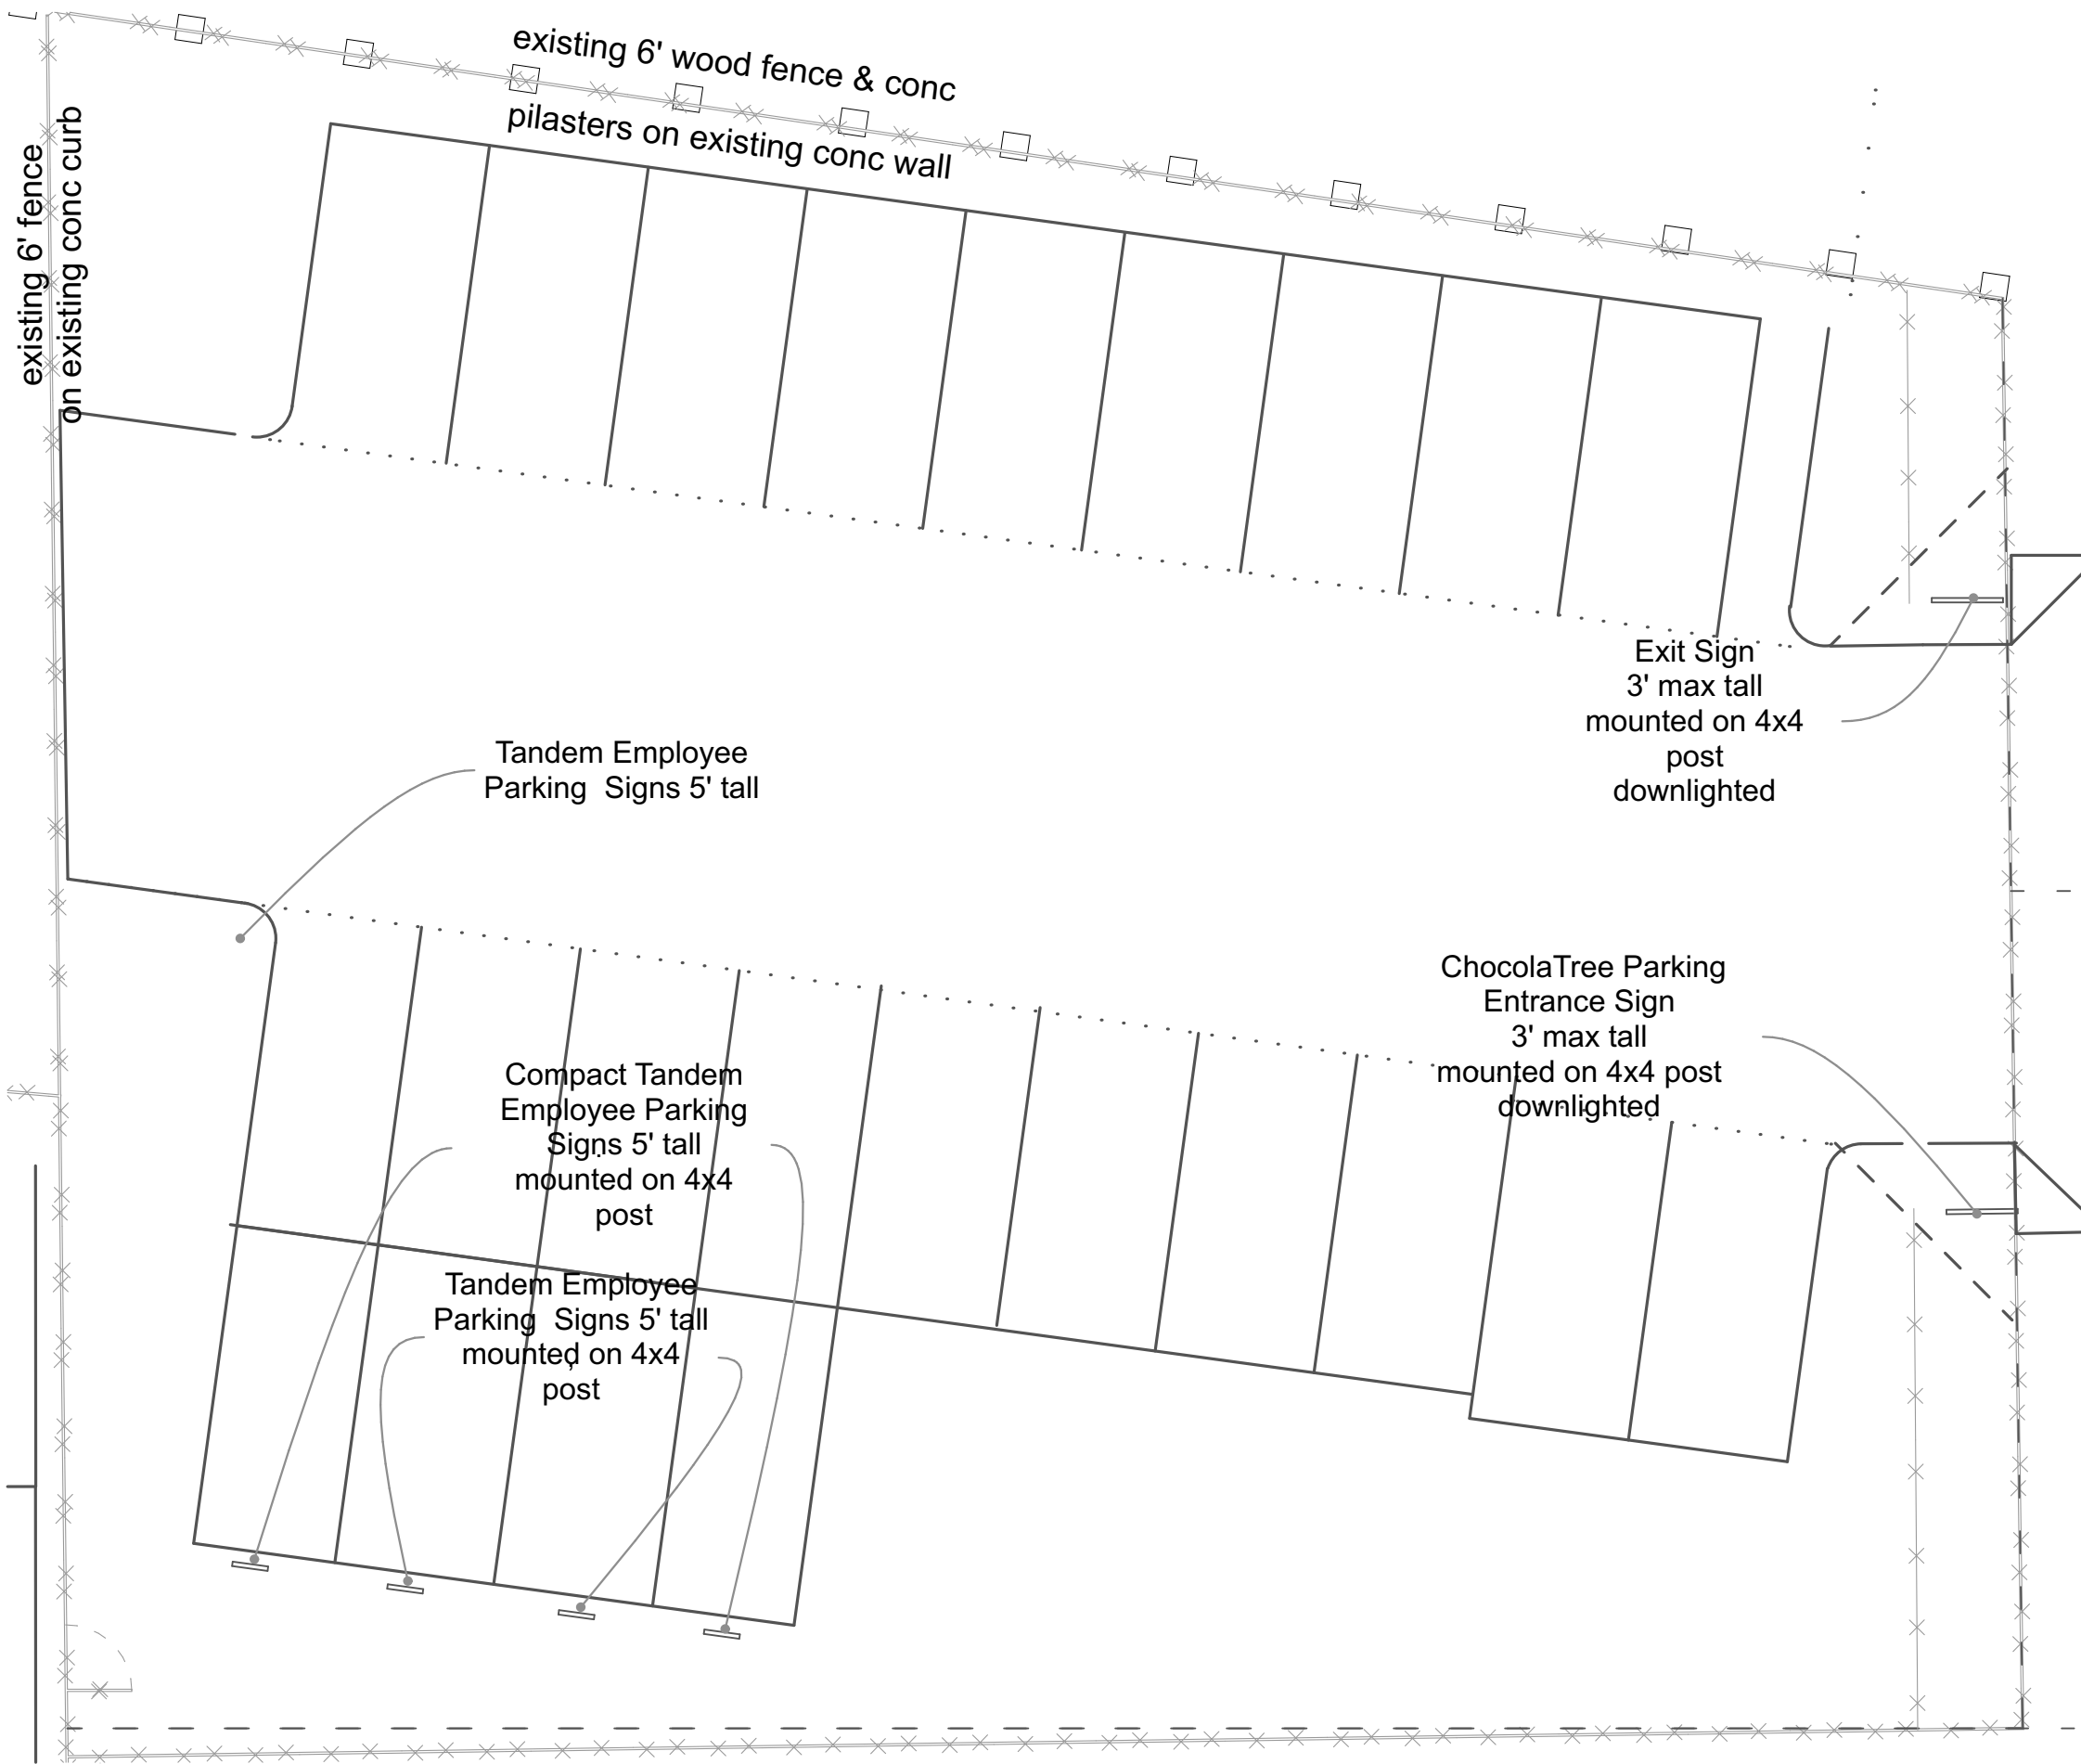 existing 6' wood fence & conc
pilasters on existing conc wall
existing 6' fence
on existing conc curb
Exit Sign
3' max tall
mounted on 4x4
post
downlighted
Tandem Employee
Parking  Signs 5' tall
ChocolaTree Parking
Entrance Sign
3' max tall
mounted on 4x4 post
downlighted
Compact Tandem
Employee Parking
Signs 5' tall
mounted on 4x4
post
Tandem Employee
Parking  Signs 5' tall
mounted on 4x4
post